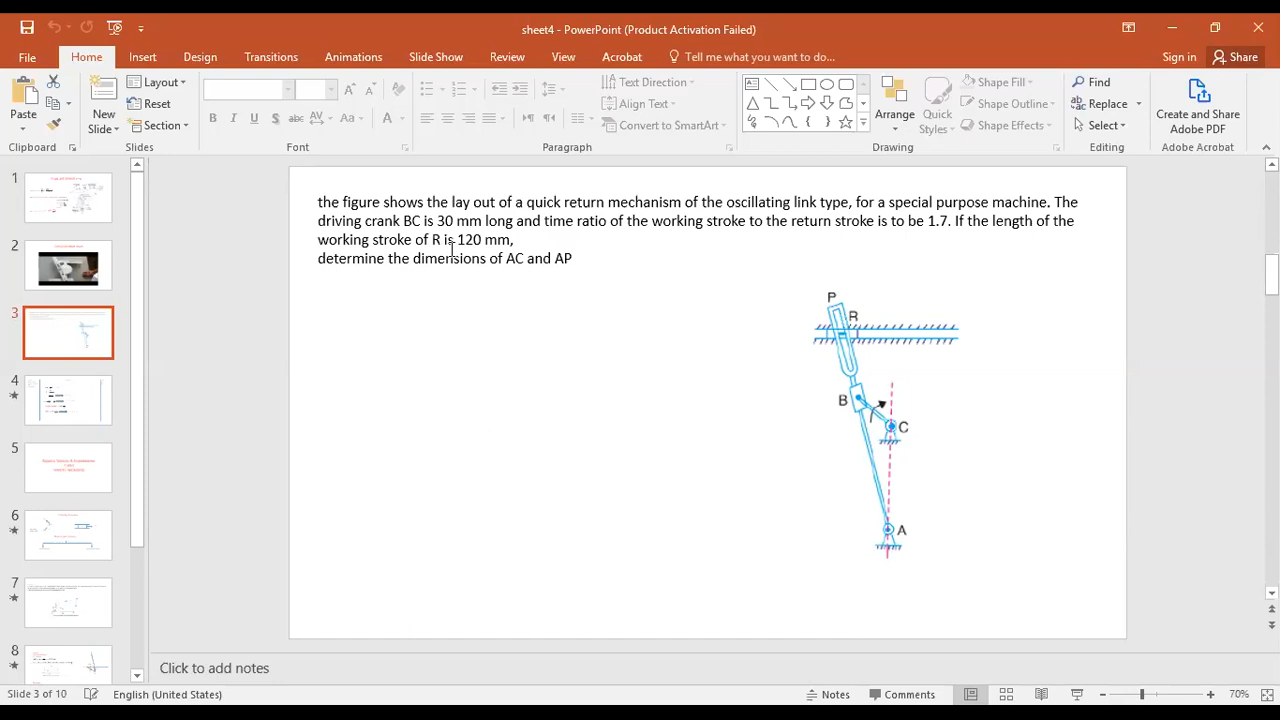 sheet4 - PowerPoint (Product Activation Failed)
File Home Insert Design Transitions Animations Slide Show Review View Acrobat Tell me what you want to do... Sign in Share
Paste
Clipboard
New Slide
Layout
Reset
Section
Slides
B I U S abc AV Aa A
Font
Paragraph
Text Direction
Align Text
Convert to SmartArt
Arrange
Quick Styles
Shape Fill
Shape Outline
Shape Effects
Drawing
Find
Replace
Select
Editing
Create and Share
Adobe PDF
Adobe Acrobat
1
2
3
4
5
6
7
8
the figure shows the lay out of a quick return mechanism of the oscillating link type, for a special purpose machine. The
driving crank BC is 30 mm long and time ratio of the working stroke to the return stroke is to be 1.7. If the length of the
working stroke of R is 120 mm,
determine the dimensions of AC and AP
P
R
B
C
A
Click to add notes
Slide 3 of 10 English (United States) Notes Comments 70%